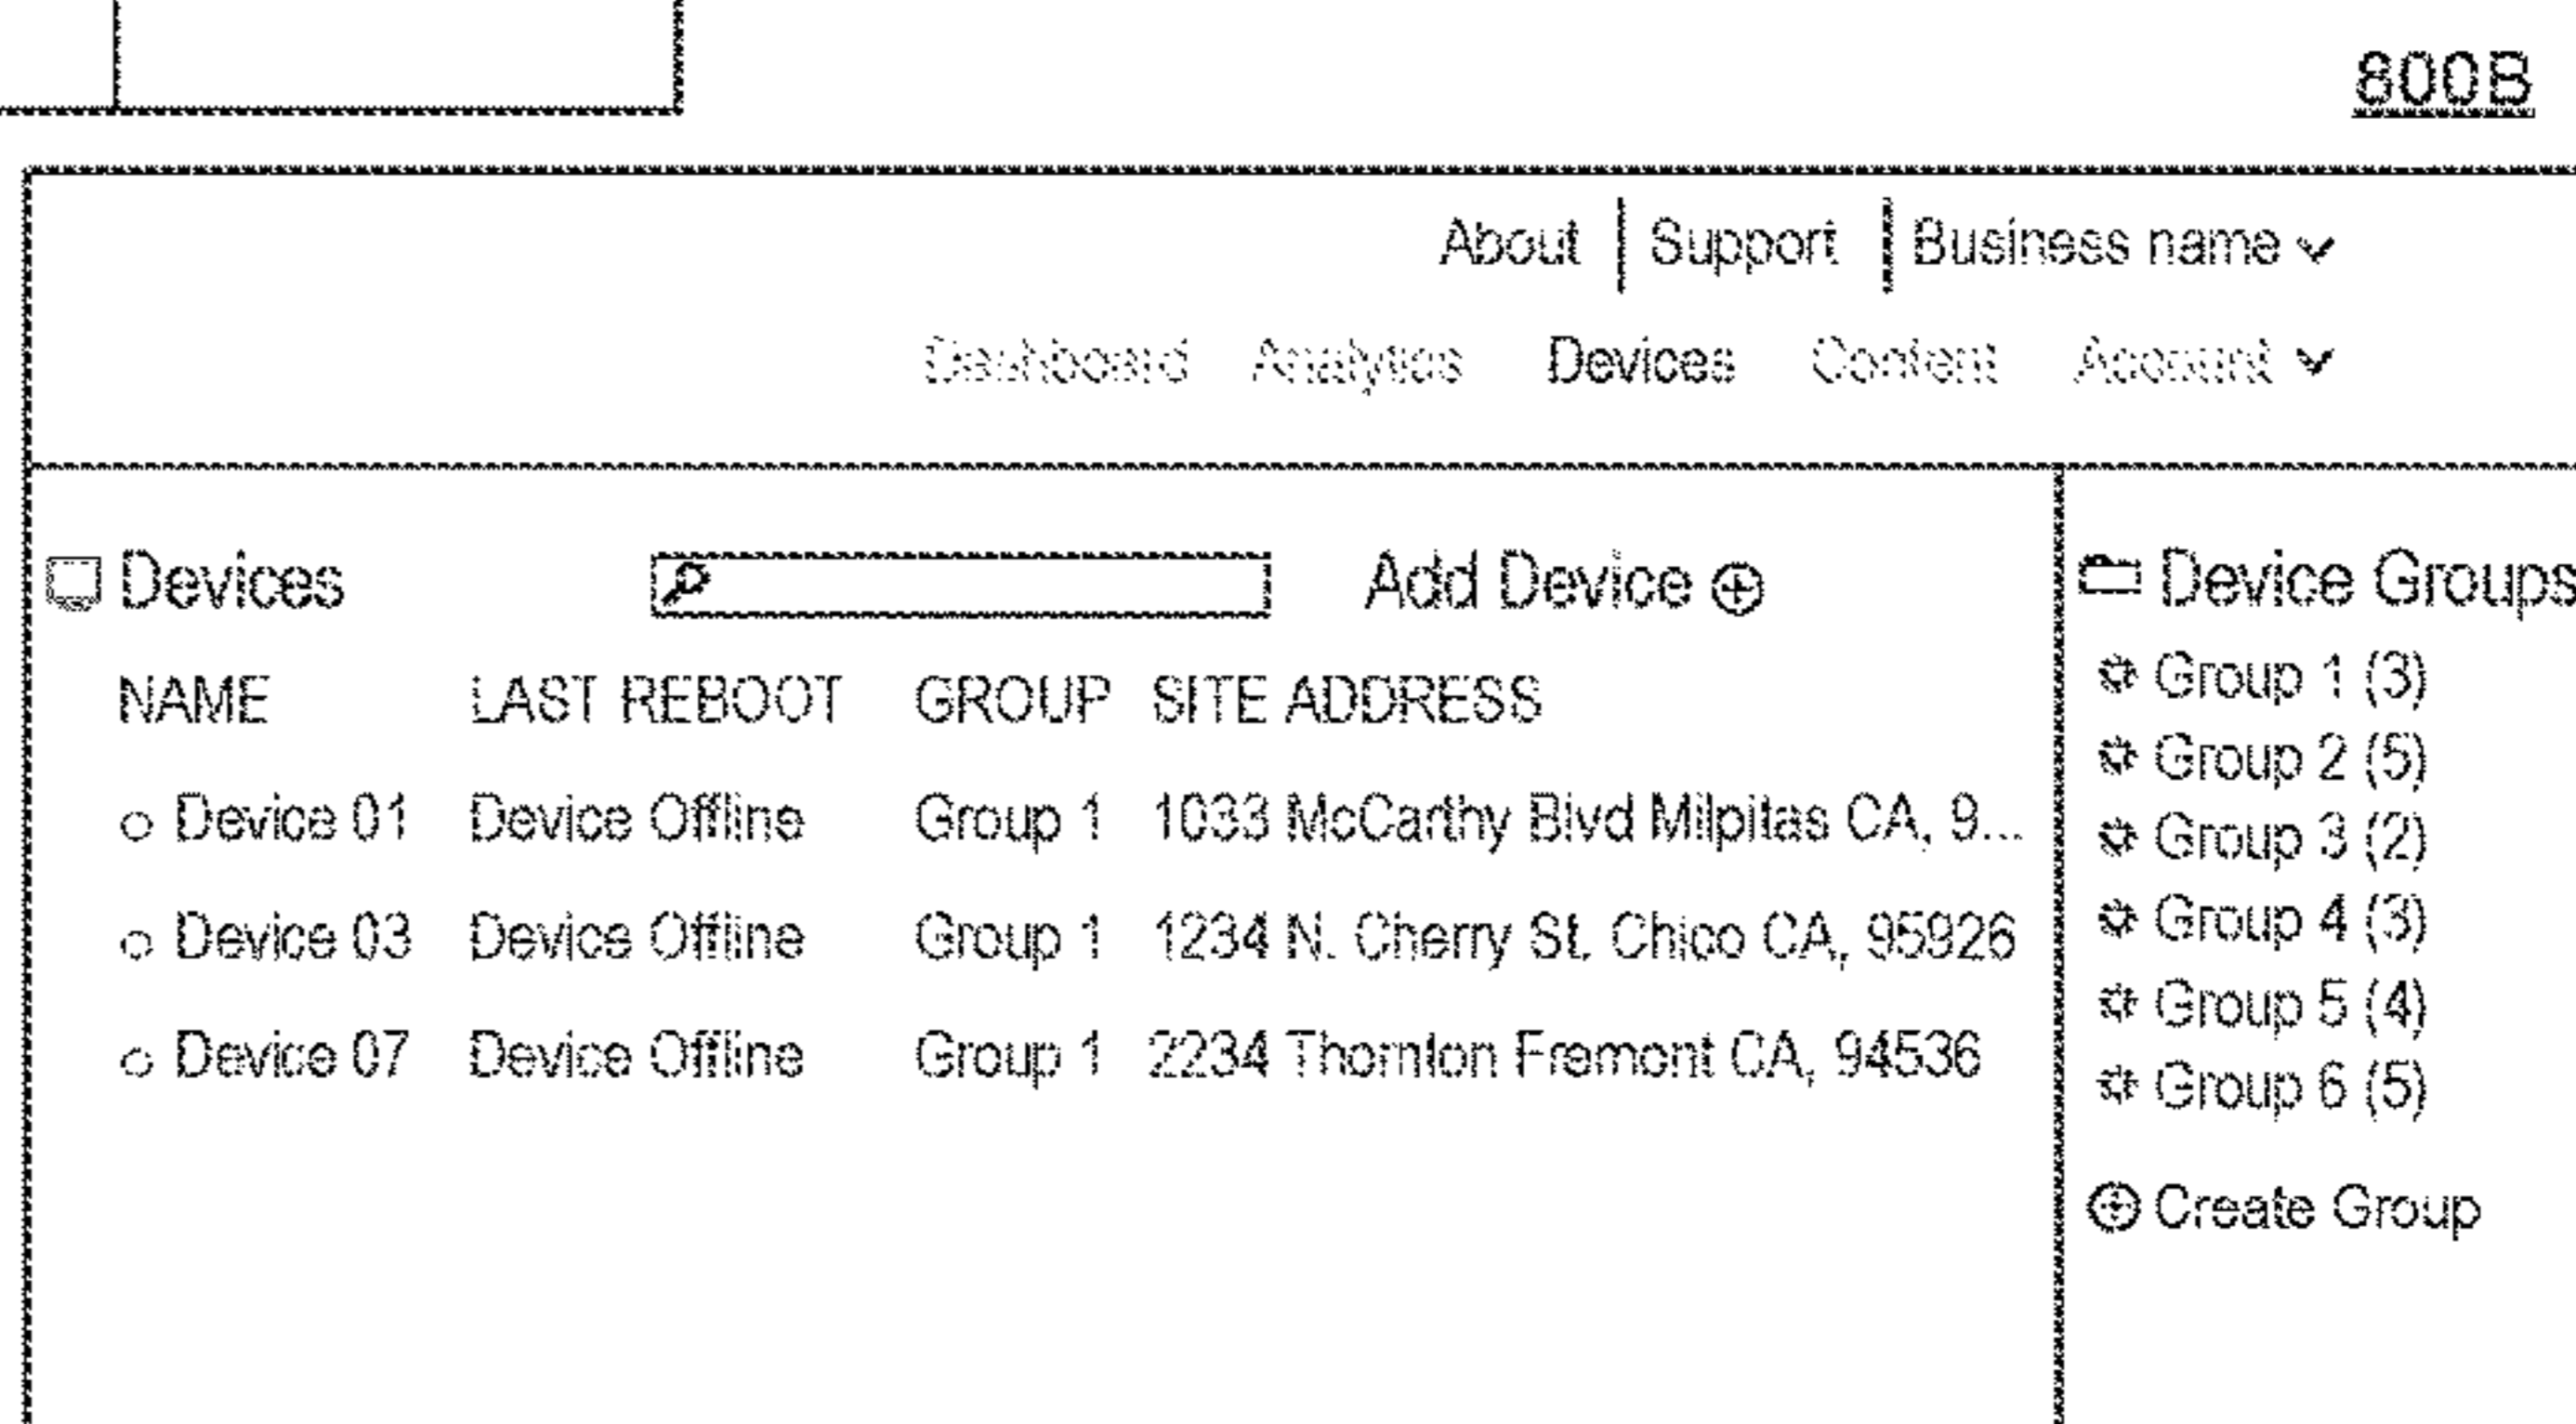 800B
About Support Business name
Dashboard Analytics Devices Content Account
Devices Add Device
NAME LAST REBOOT GROUP SITE ADDRESS
Device 01 Device Offline Group 1 1033 McCarthy Blvd Milpitas CA, 9...
Device 03 Device Offline Group 1 1234 N. Cherry St. Chico CA, 95926
Device 07 Device Offline Group 1 2234 Thornton Fremont CA, 94536
Device Groups
Group 1 (3)
Group 2 (5)
Group 3 (2)
Group 4 (3)
Group 5 (4)
Group 6 (5)
Create Group